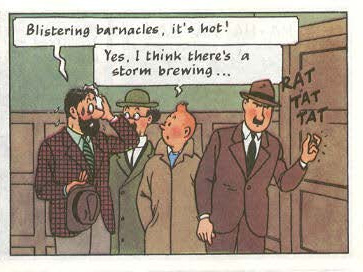 Blistering barnacles, it's hot!
Yes, I think there's a
storm brewing ...
RAT
TAT
TAT